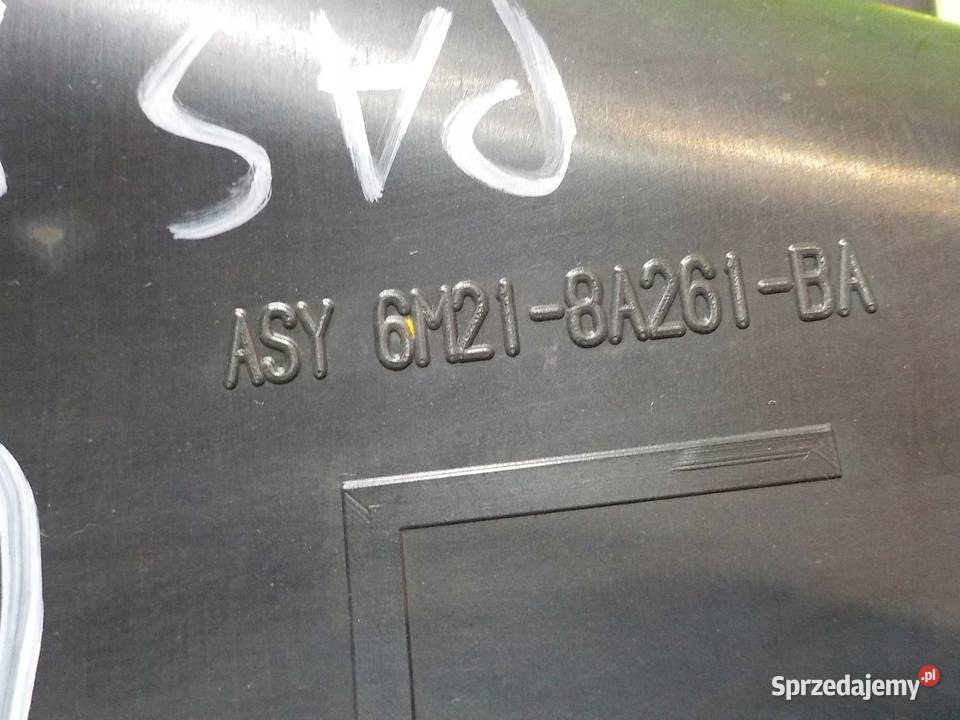 PAS
ASY 6M21-8A261-BA
Sprzedajemy.pl